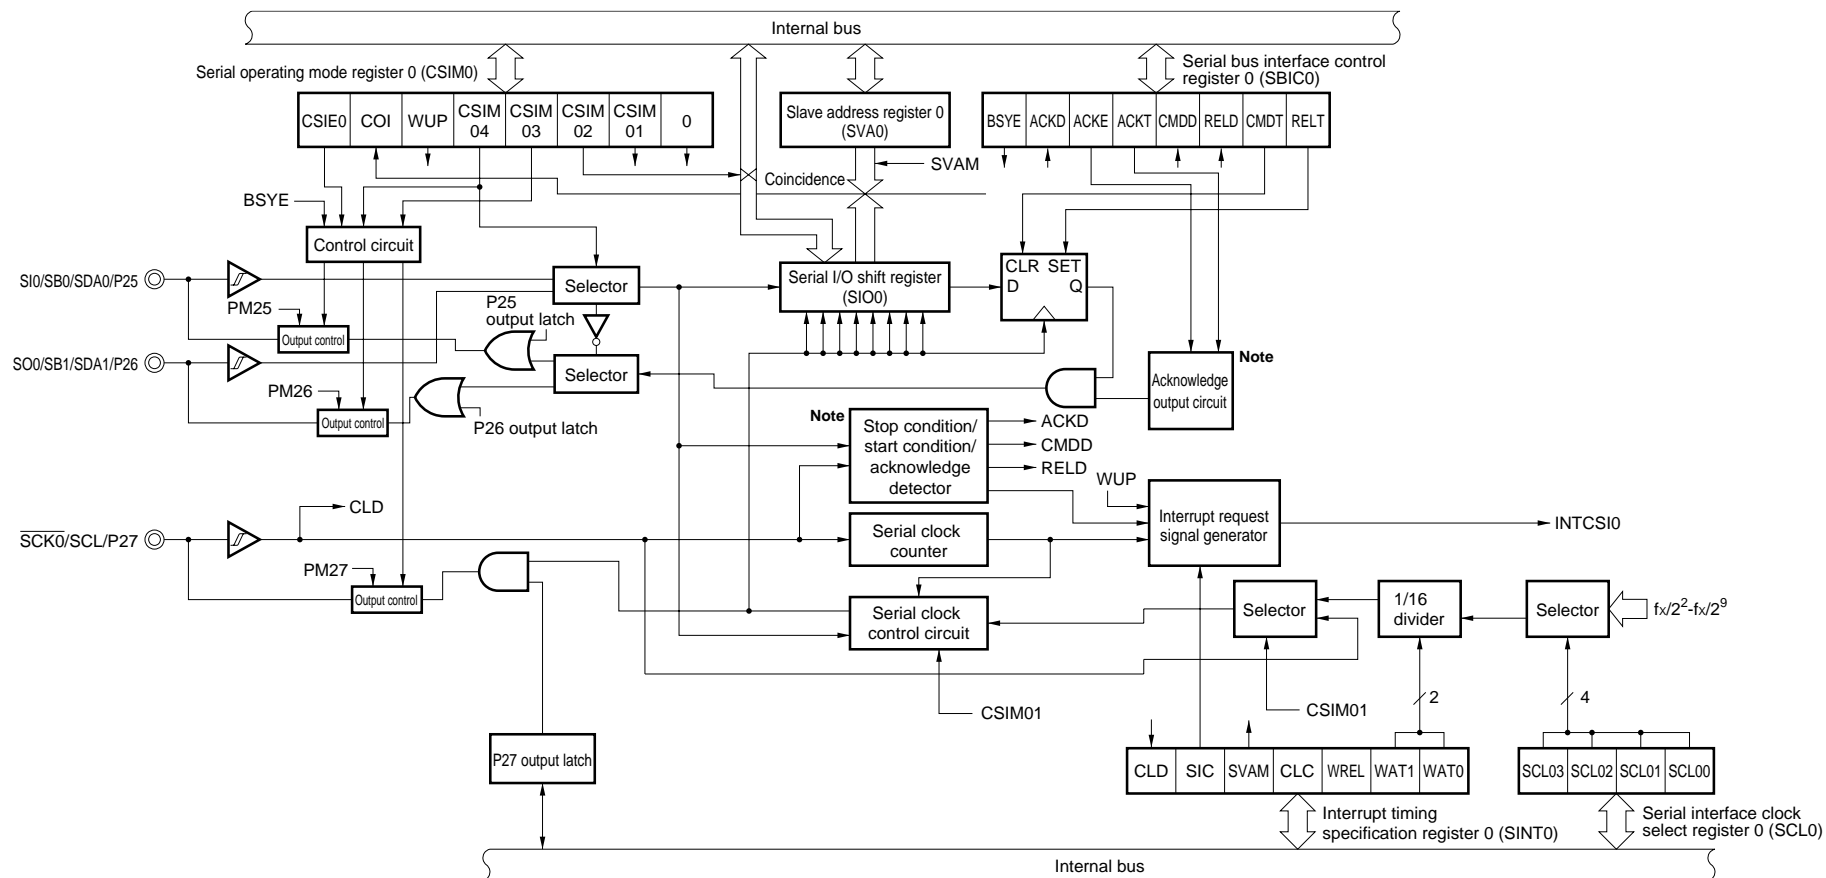 Internal bus
Serial operating mode register 0 (CSIM0)
Serial bus interface control
register 0 (SBIC0)
CSIE0 COI WUP CSIM 04 CSIM 03 CSIM 02 CSIM 01 0
Slave address register 0
(SVA0)
BSYE ACKD ACKE ACKT CMDD RELD CMDT RELT
SVAM
Coincidence
BSYE
Control circuit
SI0/SB0/SDA0/P25
Selector
Serial I/O shift register
(SIO0)
CLR SET
D Q
PM25
P25
output latch
Output control
SO0/SB1/SDA1/P26
Selector
Note
Acknowledge
output circuit
PM26
Output control
P26 output latch
Note
Stop condition/
start condition/
acknowledge
detector
ACKD
CMDD
RELD
WUP
CLD
SCK0/SCL/P27
Serial clock
counter
Interrupt request
signal generator
INTCSI0
PM27
Output control
Serial clock
control circuit
Selector
1/16
divider
Selector
fx/2²-fx/2⁹
CSIM01
CSIM01
2
4
P27 output latch
CLD SIC SVAM CLC WREL WAT1 WAT0
SCL03 SCL02 SCL01 SCL00
Interrupt timing
specification register 0 (SINT0)
Serial interface clock
select register 0 (SCL0)
Internal bus